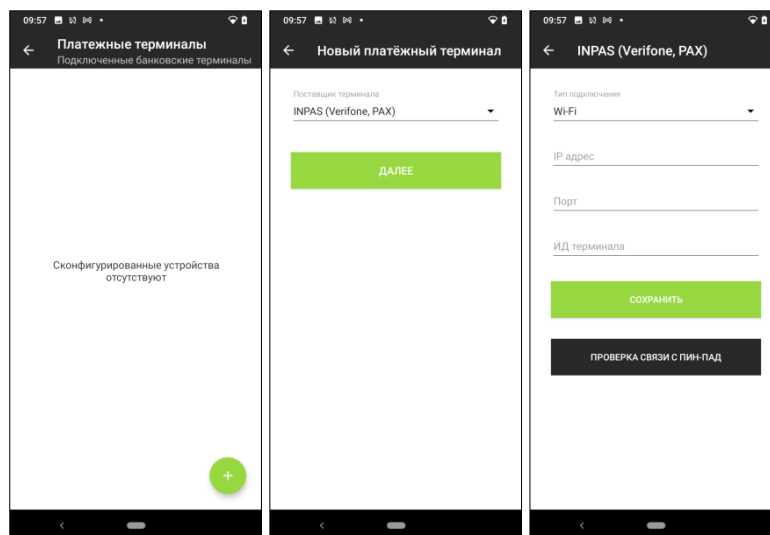 09:57
Платежные терминалы
Подключенные банковские терминалы
Сконфигурированные устройства
отсутствуют
+
09:57
Новый платёжный терминал
Поставщик терминала
INPAS (Verifone, PAX)
ДАЛЕЕ
09:57
INPAS (Verifone, PAX)
Тип подключения
Wi-Fi
IP адрес
Порт
ИД терминала
СОХРАНИТЬ
ПРОВЕРКА СВЯЗИ С ПИН-ПАД